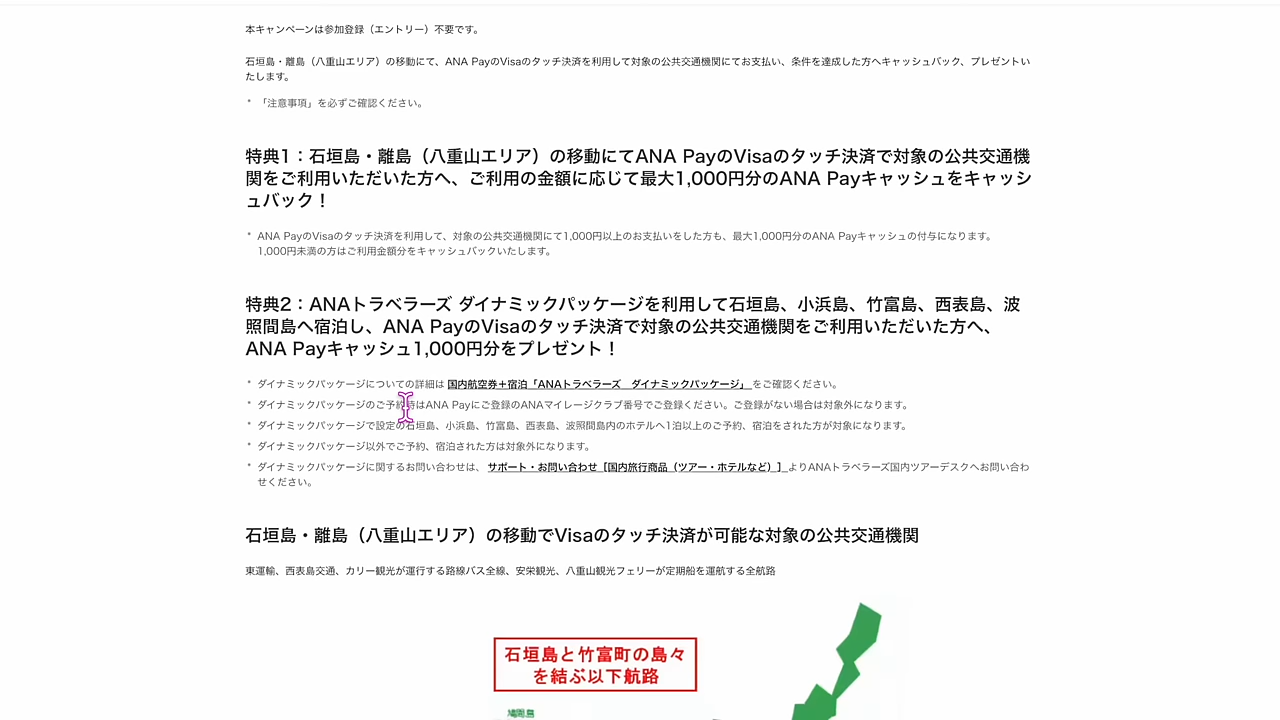 本キャンペーンは参加登録（エントリー）不要です。
石垣島・離島（八重山エリア）の移動にて、ANA PayのVisaのタッチ決済を利用して対象の公共交通機関にてお支払い、条件を達成した方へキャッシュバック、プレゼントい
たします。
* 「注意事項」を必ずご確認ください。
特典1：石垣島・離島（八重山エリア）の移動にてANA PayのVisaのタッチ決済で対象の公共交通機
関をご利用いただいた方へ、ご利用の金額に応じて最大1,000円分のANA Payキャッシュをキャッシ
ュバック！
* ANA PayのVisaのタッチ決済を利用して、対象の公共交通機関にて1,000円以上のお支払いをした方も、最大1,000円分のANA Payキャッシュの付与になります。
1,000円未満の方はご利用金額分をキャッシュバックいたします。
特典2：ANAトラベラーズ ダイナミックパッケージを利用して石垣島、小浜島、竹富島、西表島、波
照間島へ宿泊し、ANA PayのVisaのタッチ決済で対象の公共交通機関をご利用いただいた方へ、
ANA Payキャッシュ1,000円分をプレゼント！
* ダイナミックパッケージについての詳細は 国内航空券＋宿泊「ANAトラベラーズ　ダイナミックパッケージ」 をご確認ください。
* ダイナミックパッケージのご予約時はANA Payにご登録のANAマイレージクラブ番号でご登録ください。ご登録がない場合は対象外になります。
* ダイナミックパッケージで設定の石垣島、小浜島、竹富島、西表島、波照間島内のホテルへ1泊以上のご予約、宿泊をされた方が対象になります。
* ダイナミックパッケージ以外でご予約、宿泊された方は対象外になります。
* ダイナミックパッケージに関するお問い合わせは、 サポート・お問い合わせ［国内旅行商品（ツアー・ホテルなど）］ よりANAトラベラーズ国内ツアーデスクへお問い合わ
せください。
石垣島・離島（八重山エリア）の移動でVisaのタッチ決済が可能な対象の公共交通機関
東運輸、西表島交通、カリー観光が運行する路線バス全線、安栄観光、八重山観光フェリーが定期船を運航する全航路
石垣島と竹富町の島々
を結ぶ以下航路
鳩間島